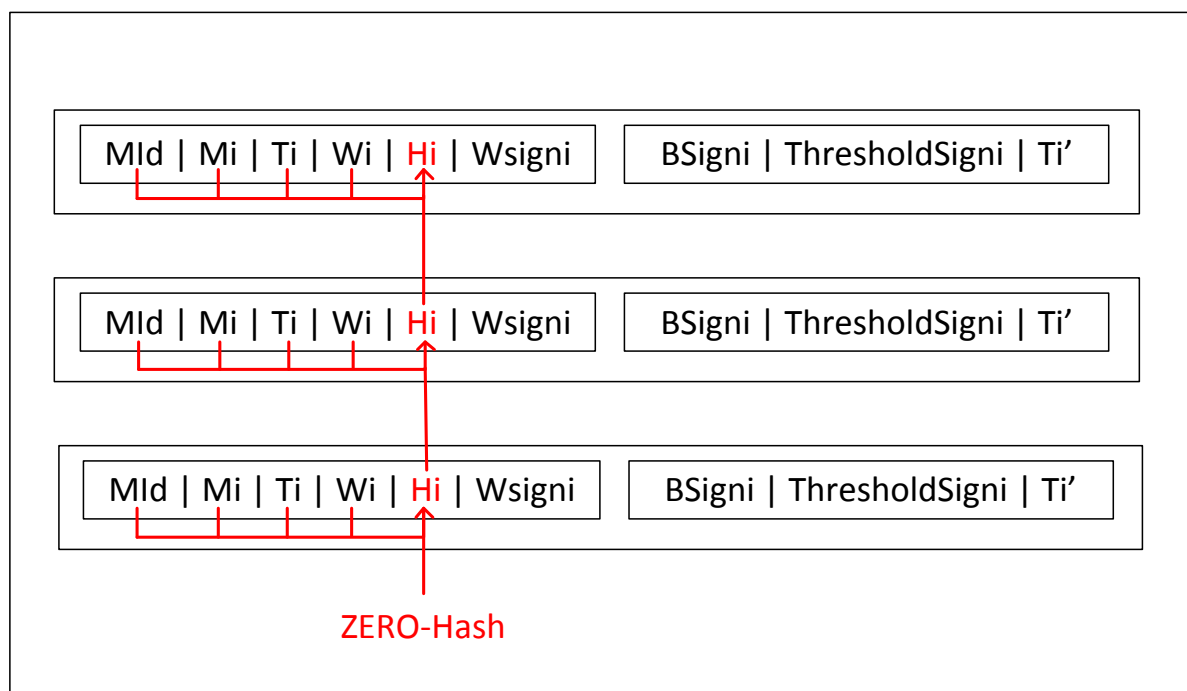 MId | Mi | Ti | Wi | Hi | Wsigni BSigni | ThresholdSigni | Ti’
MId | Mi | Ti | Wi | Hi | Wsigni BSigni | ThresholdSigni | Ti’
MId | Mi | Ti | Wi | Hi | Wsigni BSigni | ThresholdSigni | Ti’
ZERO-Hash